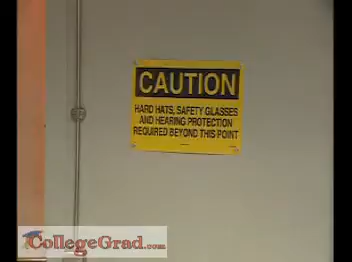 CAUTION
HARD HATS, SAFETY GLASSES
AND HEARING PROTECTION
REQUIRED BEYOND THIS POINT
CollegeGrad.com